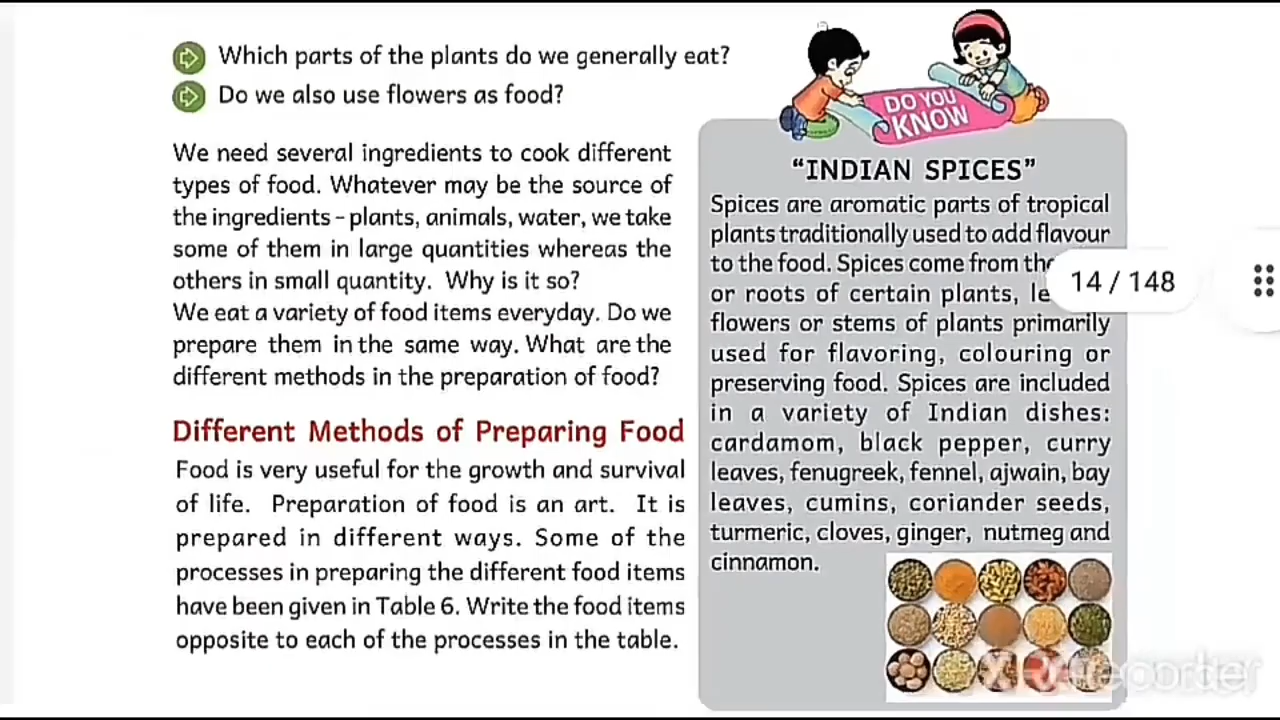 Which parts of the plants do we generally eat?
Do we also use flowers as food?
We need several ingredients to cook different
types of food. Whatever may be the source of
the ingredients - plants, animals, water, we take
some of them in large quantities whereas the
others in small quantity. Why is it so?
We eat a variety of food items everyday. Do we
prepare them in the same way. What are the
different methods in the preparation of food?
Different Methods of Preparing Food
Food is very useful for the growth and survival
of life. Preparation of food is an art. It is
prepared in different ways. Some of the
processes in preparing the different food items
have been given in Table 6. Write the food items
opposite to each of the processes in the table.
DO YOU
KNOW
"INDIAN SPICES"
Spices are aromatic parts of tropical
plants traditionally used to add flavour
to the food. Spices come from the
or roots of certain plants,
flowers or stems of plants primarily
used for flavoring, colouring or
preserving food. Spices are included
in a variety of Indian dishes:
cardamom, black pepper, curry
leaves, fenugreek, fennel, ajwain, bay
leaves, cumins, coriander seeds,
turmeric, cloves, ginger, nutmeg and
cinnamon.
14 / 148